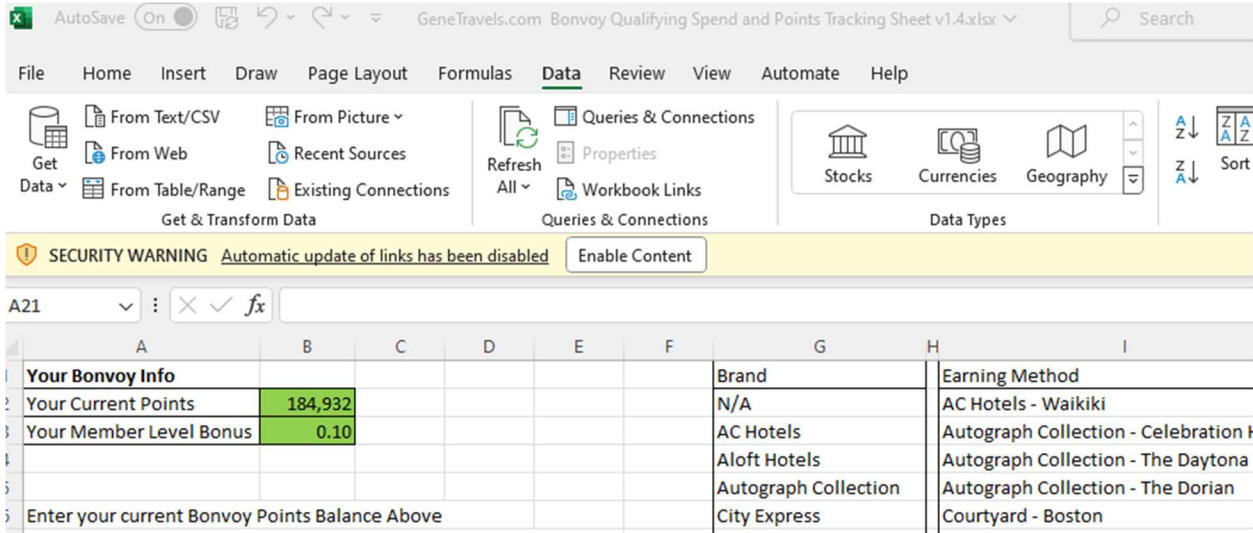 AutoSave On GeneTravels.com Bonvoy Qualifying Spend and Points Tracking Sheet v1.4.xlsx Search
File Home Insert Draw Page Layout Formulas Data Review View Automate Help
Get Data
From Text/CSV
From Web
From Table/Range
From Picture
Recent Sources
Existing Connections
Get & Transform Data
Refresh All
Queries & Connections
Properties
Workbook Links
Queries & Connections
Stocks Currencies Geography
Data Types
Sort
SECURITY WARNING Automatic update of links has been disabled Enable Content
A21 fx
A B C D E F G H I
Your Bonvoy Info Brand Earning Method
2 Your Current Points 184,932 N/A AC Hotels - Waikiki
3 Your Member Level Bonus 0.10 AC Hotels Autograph Collection - Celebration H
Aloft Hotels Autograph Collection - The Daytona
Autograph Collection Autograph Collection - The Dorian
Enter your current Bonvoy Points Balance Above City Express Courtyard - Boston